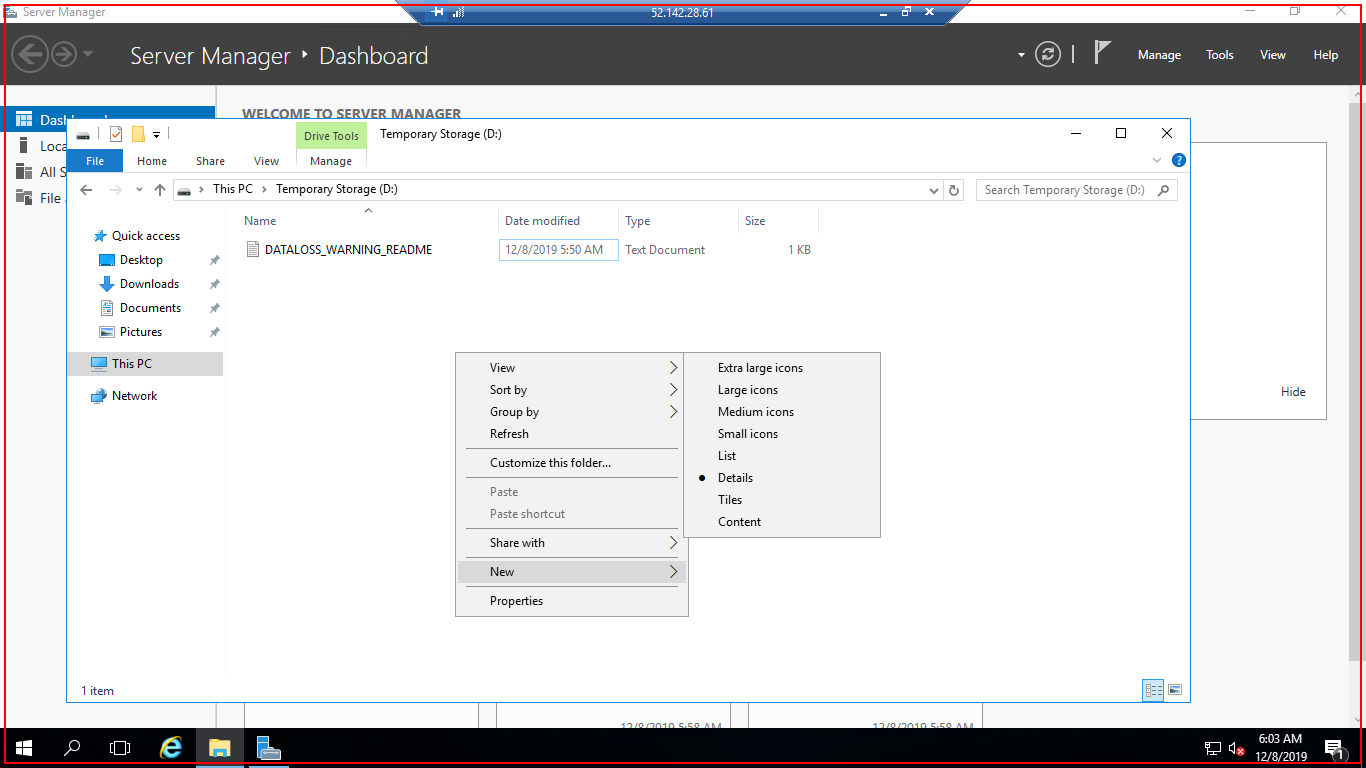 Server Manager
52.142.28.61
Server Manager Dashboard
Manage Tools View Help
WELCOME TO SERVER MANAGER
Drive Tools
Temporary Storage (D:)
File Home Share View Manage
This PC Temporary Storage (D:)
Search Temporary Storage (D:)
All S
File
Name Date modified Type Size
DATALOSS_WARNING_README 12/8/2019 5:50 AM Text Document 1 KB
Quick access
Desktop
Downloads
Documents
Pictures
This PC
Network
View
Sort by
Group by
Refresh
Customize this folder...
Paste
Paste shortcut
Share with
New
Properties
Extra large icons
Large icons
Medium icons
Small icons
List
Details
Tiles
Content
Hide
1 item
12/8/2019 5:58 AM 12/8/2019 5:58 AM
6:03 AM
12/8/2019
1